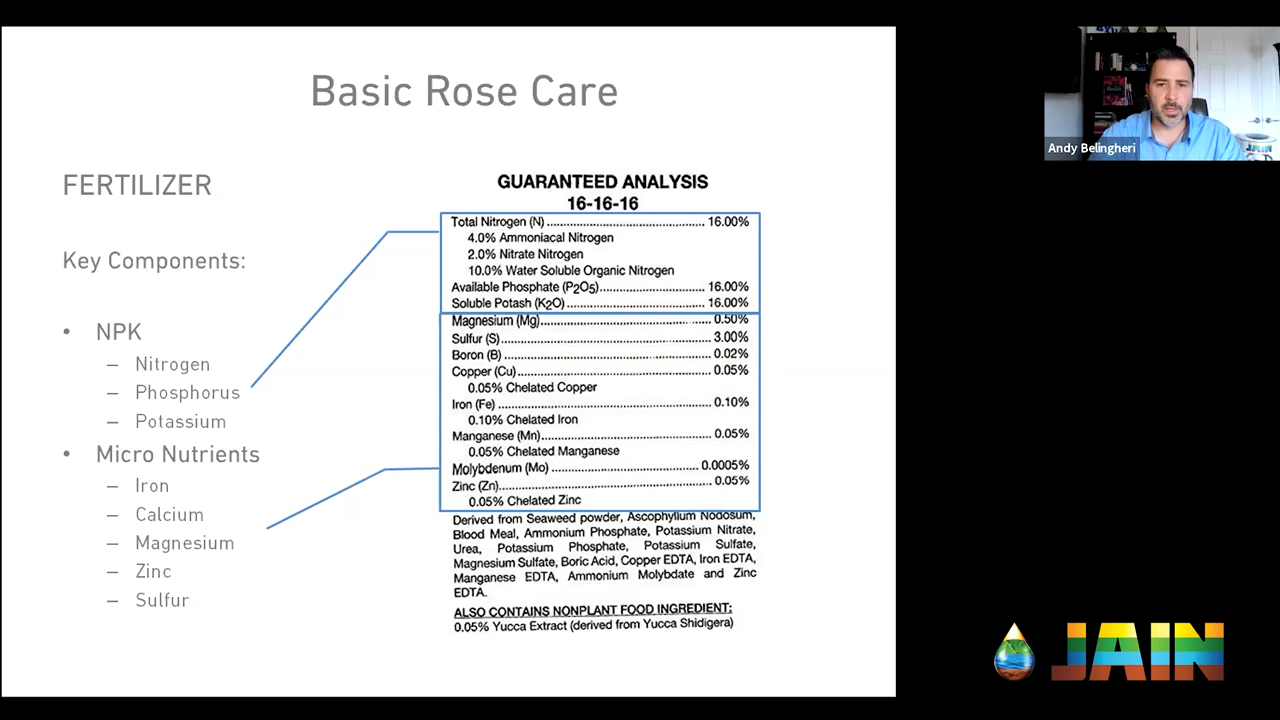 Basic Rose Care
FERTILIZER
Key Components:
• NPK
– Nitrogen
– Phosphorus
– Potassium
• Micro Nutrients
– Iron
– Calcium
– Magnesium
– Zinc
– Sulfur
GUARANTEED ANALYSIS
16-16-16
Total Nitrogen (N) ........................................ 16.00%
4.0% Ammoniacal Nitrogen
2.0% Nitrate Nitrogen
10.0% Water Soluble Organic Nitrogen
Available Phosphate (P2O5)........................... 16.00%
Soluble Potash (K2O) ................................... 16.00%
Magnesium (Mg)........................................... 0.50%
Sulfur (S)..................................................... 3.00%
Boron (B) ..................................................... 0.02%
Copper (Cu).................................................. 0.05%
0.05% Chelated Copper
Iron (Fe) ...................................................... 0.10%
0.10% Chelated Iron
Manganese (Mn)........................................... 0.05%
0.05% Chelated Manganese
Molybdenum (Mo) ...................................... 0.0005%
Zinc (Zn)...................................................... 0.05%
0.05% Chelated Zinc
Derived from Seaweed powder, Ascophyllum Nodosum,
Blood Meal, Ammonium Phosphate, Potassium Nitrate,
Urea, Potassium Phosphate, Potassium Sulfate,
Magnesium Sulfate, Boric Acid, Copper EDTA, Iron EDTA,
Manganese EDTA, Ammonium Molybdate and Zinc
EDTA.
ALSO CONTAINS NONPLANT FOOD INGREDIENT:
0.05% Yucca Extract (derived from Yucca Shidigera)
Andy Belingheri
JAIN